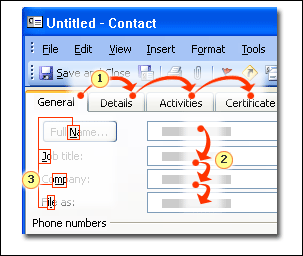 Untitled - Contact
File Edit View Insert Format Tools
Save and Close
1
General Details Activities Certificate
Full Name...
Job title:
2
3
Company:
File as:
Phone numbers